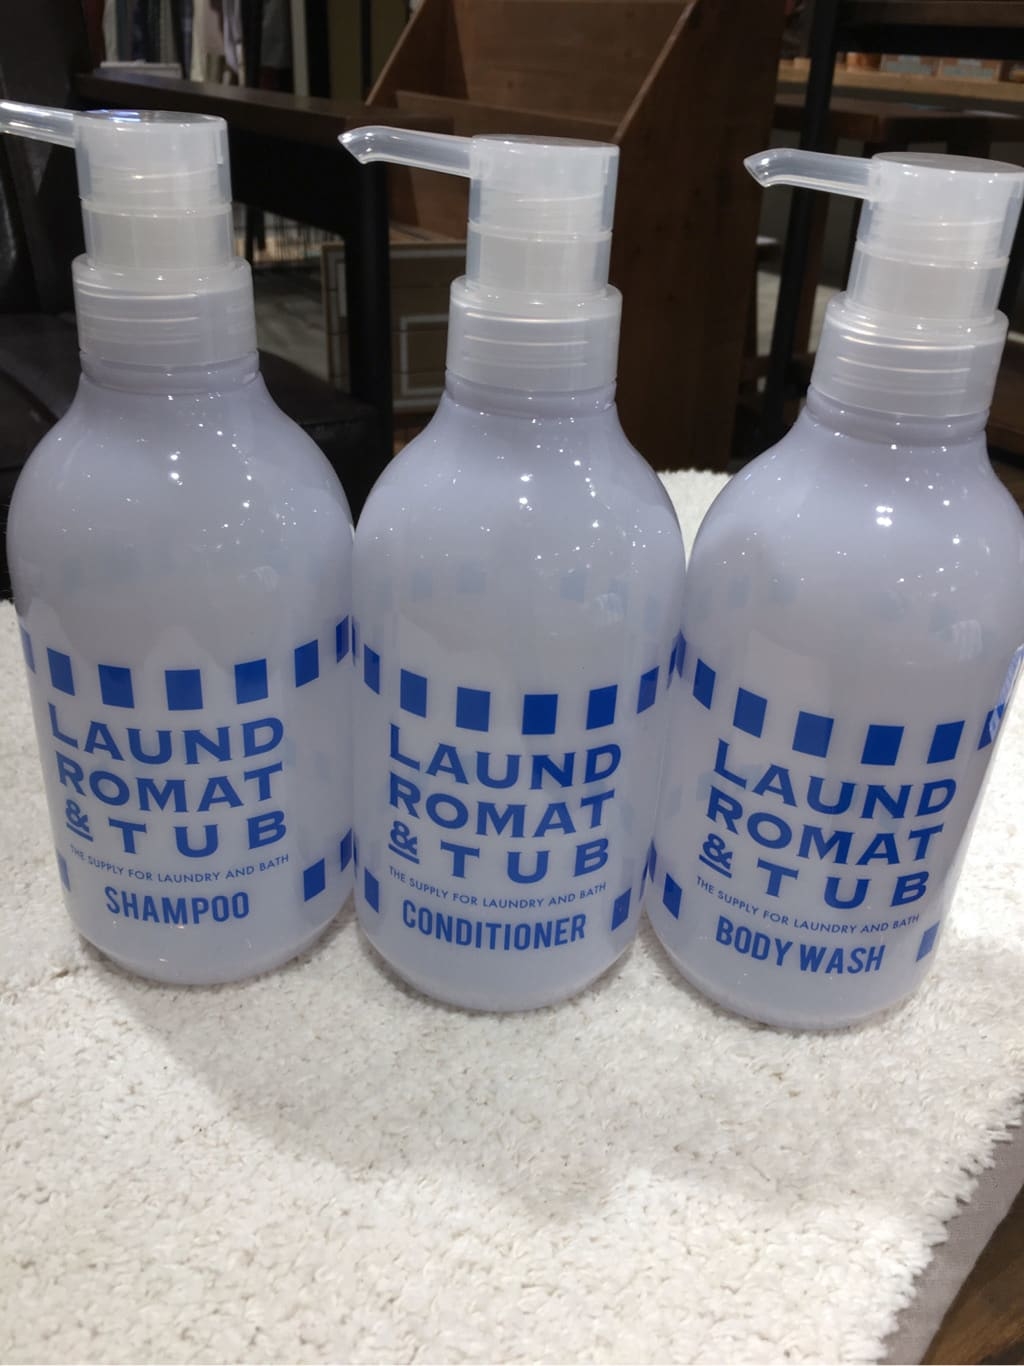 LAUND
ROMAT
& TUB
THE SUPPLY FOR LAUNDRY AND BATH
SHAMPOO
LAUND
ROMAT
& TUB
THE SUPPLY FOR LAUNDRY AND BATH
CONDITIONER
LAUND
ROMAT
& TUB
THE SUPPLY FOR LAUNDRY AND BATH
BODY WASH